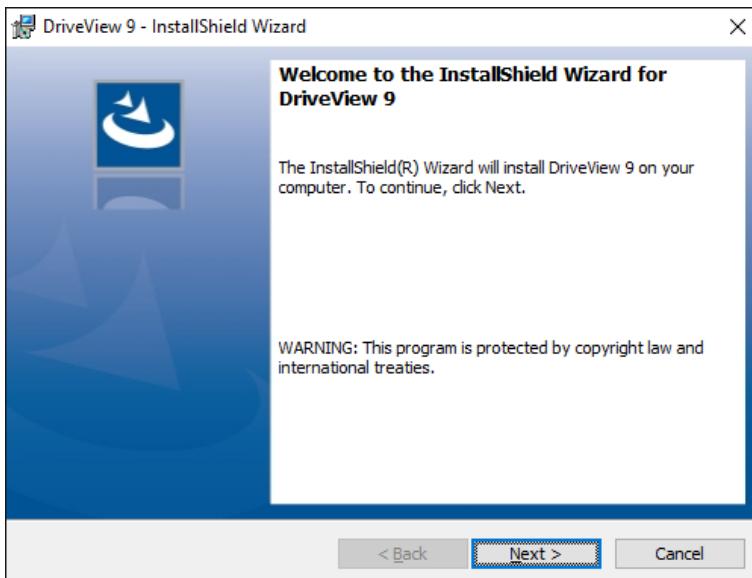 DriveView 9 - InstallShield Wizard
Welcome to the InstallShield Wizard for
DriveView 9
The InstallShield(R) Wizard will install DriveView 9 on your
computer. To continue, click Next.
WARNING: This program is protected by copyright law and
international treaties.
< Back Next > Cancel